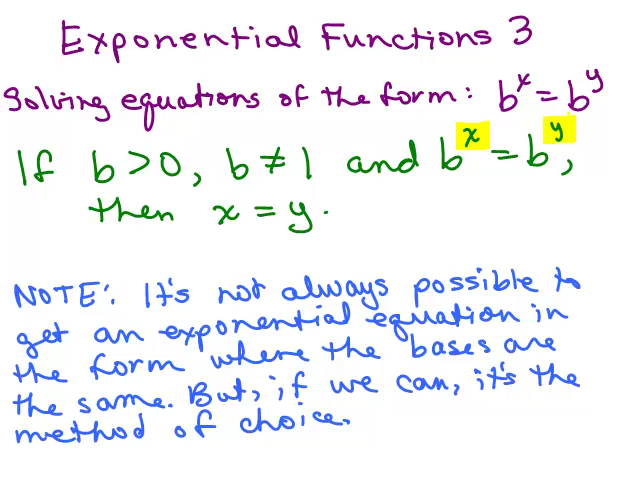 Exponential Functions 3
Solving equations of the form: b^x = b^y
If b > 0, b ≠ 1 and b^x = b^y,
then x = y.
NOTE: It's not always possible to
get an exponential equation in
the form where the bases are
the same. But, if we can, it's the
method of choice.